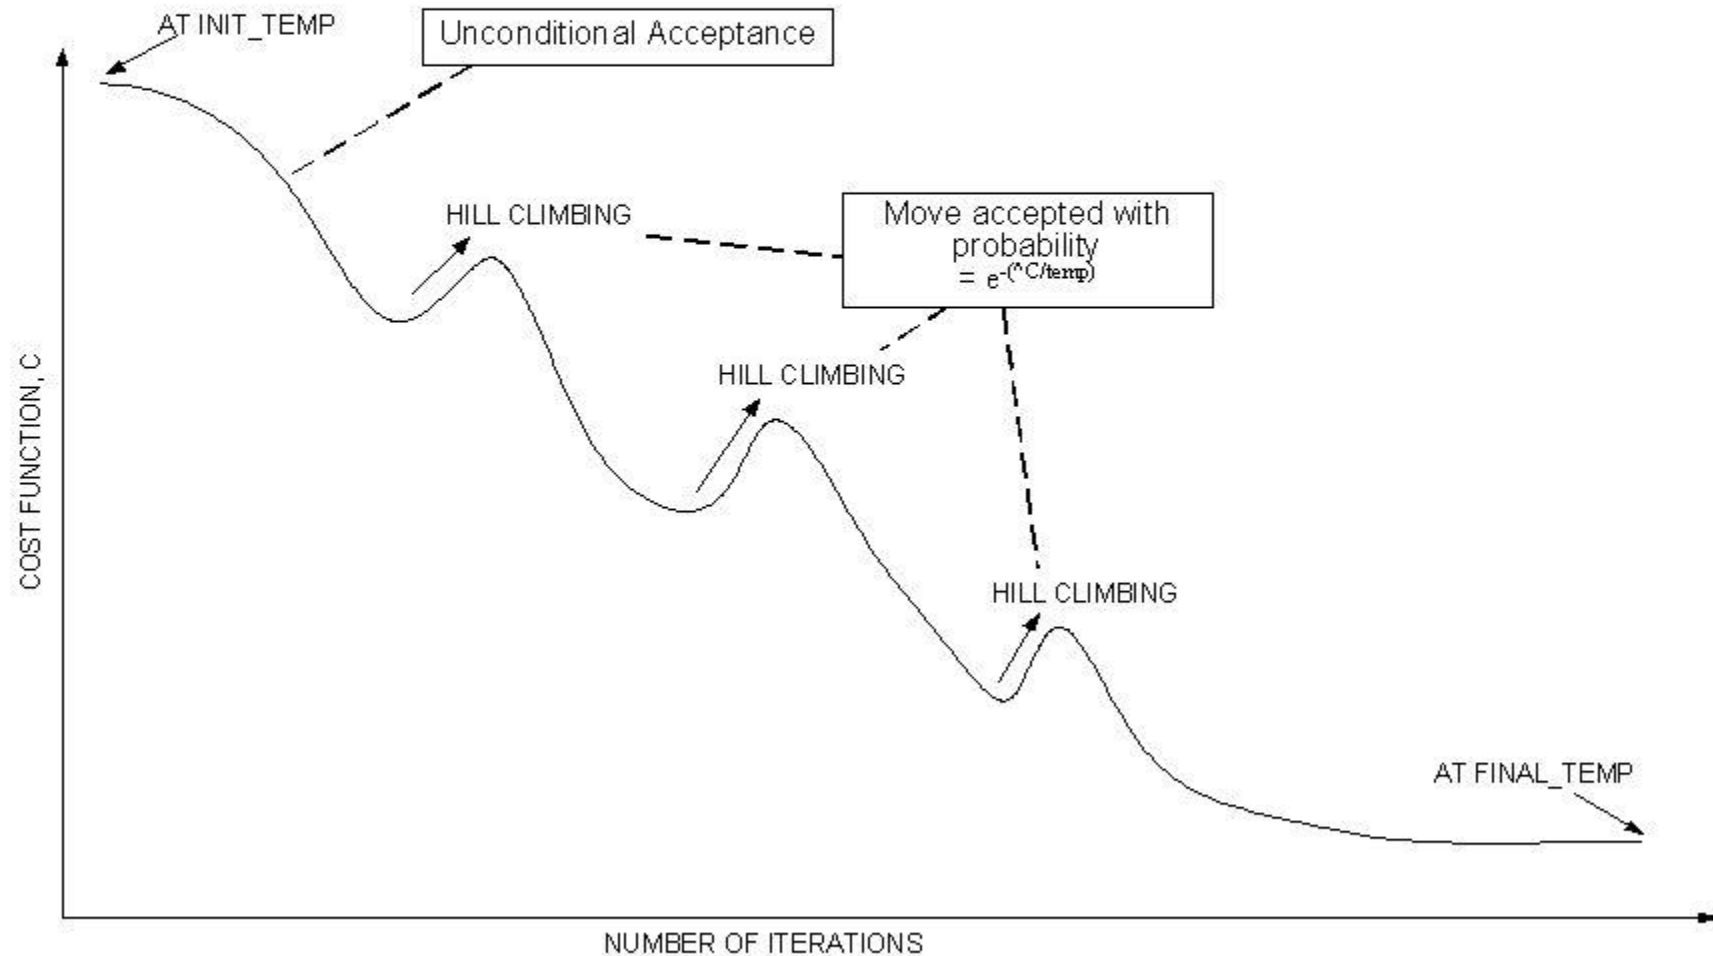 AT INIT_TEMP
Unconditional Acceptance
HILL CLIMBING
Move accepted with
probability
= e-(^C/temp)
HILL CLIMBING
COST FUNCTION, C
HILL CLIMBING
AT FINAL_TEMP
NUMBER OF ITERATIONS